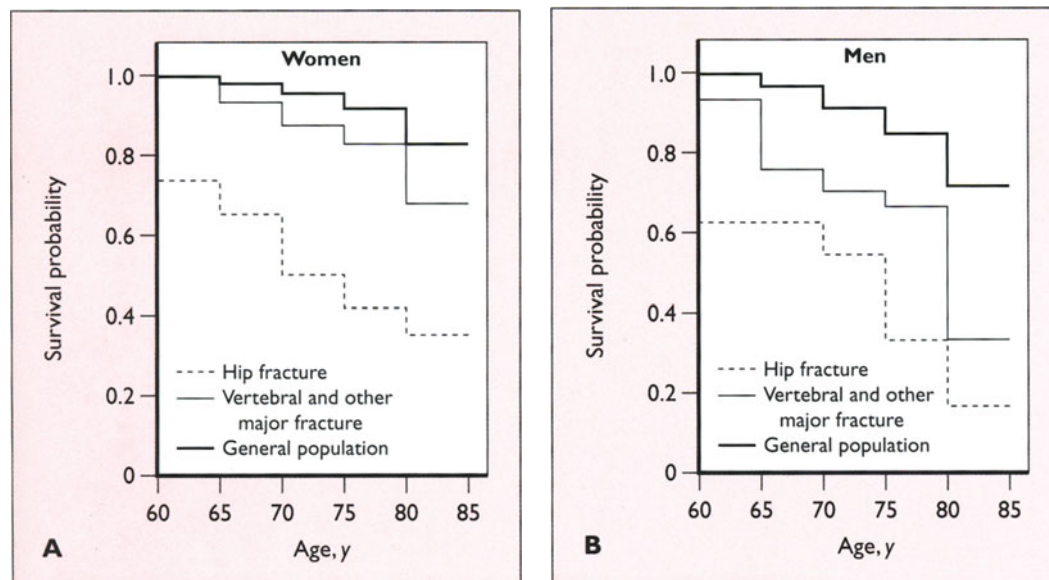 Women
Survival probability
1.0
0.8
0.6
0.4
0.2
0
Hip fracture
Vertebral and other
major fracture
General population
60 65 70 75 80 85
Age, y
A
Men
Survival probability
1.0
0.8
0.6
0.4
0.2
0
Hip fracture
Vertebral and other
major fracture
General population
60 65 70 75 80 85
Age, y
B